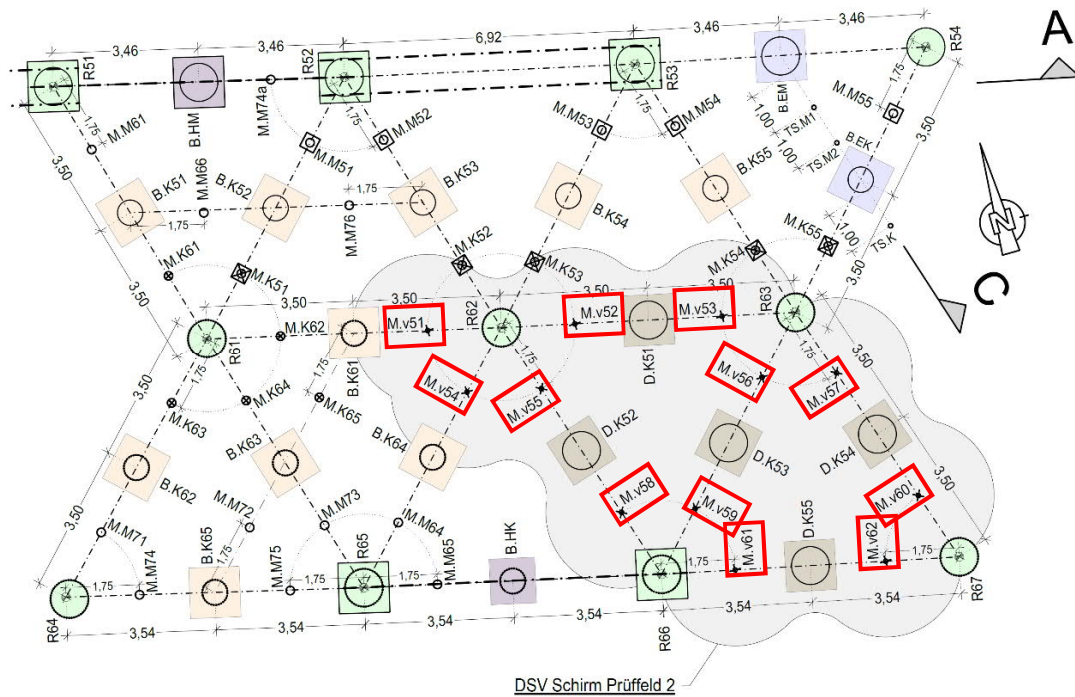 3,46
3,46
6,92
3,46
A
R51
R52
R53
R54
B.HM
M.M74a
B.EM
1,75
M.M61
1,75
M.M52
M.M53
1,75
M.M54
1,00
TS.M1
1,75
M.M55
3,50
M.M51
1,00
TS.M2
B.EK
3,50
B.K51
M.M66
B.K52
1,75
B.K53
B.K54
B.K55
1,75
M.M76
1,00
TS.K
N
M.K61
M.K51
M.K52
M.K53
M.K54
M.K55
3,50
C
3,50
3,50
3,50
3,50
R61
M.K62
M.v51
R62
M.v52
M.v53
R63
3,50
1,75
B.K61
D.K51
1,75
1,75
3,50
M.K63
M.K64
M.K65
M.v54
M.v55
M.v56
M.v57
B.K62
B.K63
B.K64
D.K52
D.K53
D.K54
3,50
3,50
M.M71
M.M72
M.M73
M.M64
M.v58
M.v59
M.v60
M.M74
B.K65
M.M75
R65
M.M65
B.HK
M.v61
D.K55
M.v62
1,75
1,75
1,75
1,75
1,75
1,75
1,75
R64
R66
R67
3,54
3,54
3,54
3,54
3,54
3,54
DSV Schirm Prüffeld 2